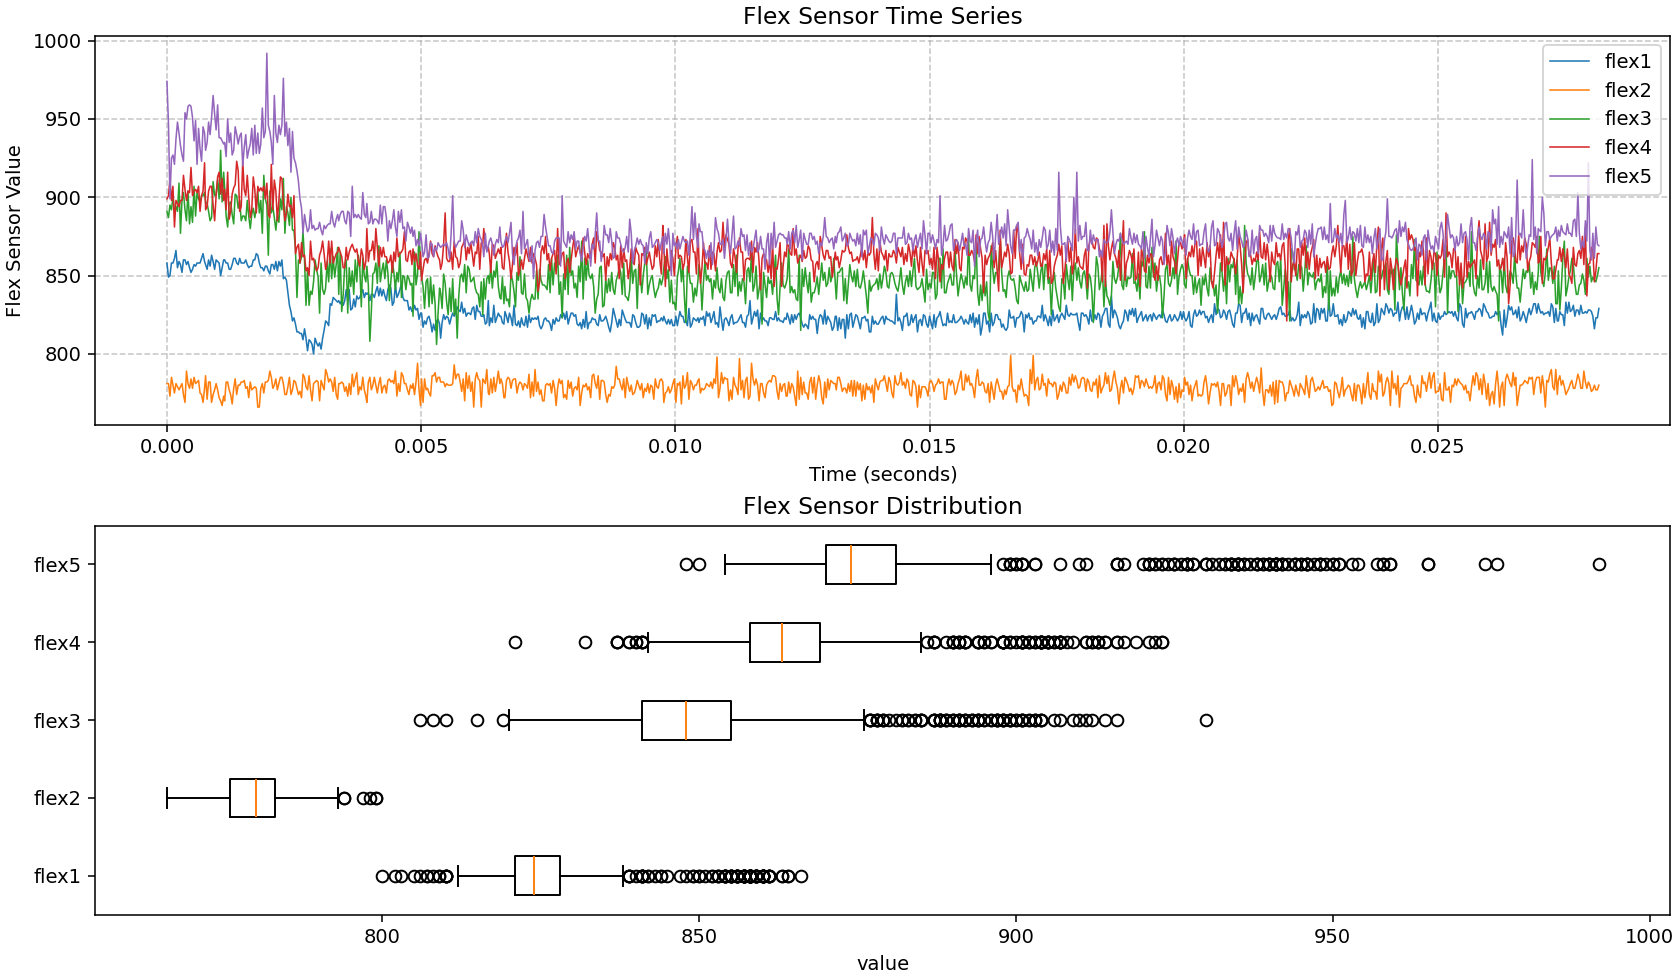 Flex Sensor Time Series
Flex Sensor Value
1000
950
900
850
800
flex1
flex2
flex3
flex4
flex5
0.000 0.005 0.010 0.015 0.020 0.025
Time (seconds)
Flex Sensor Distribution
flex5
flex4
flex3
flex2
flex1
800 850 900 950 1000
value